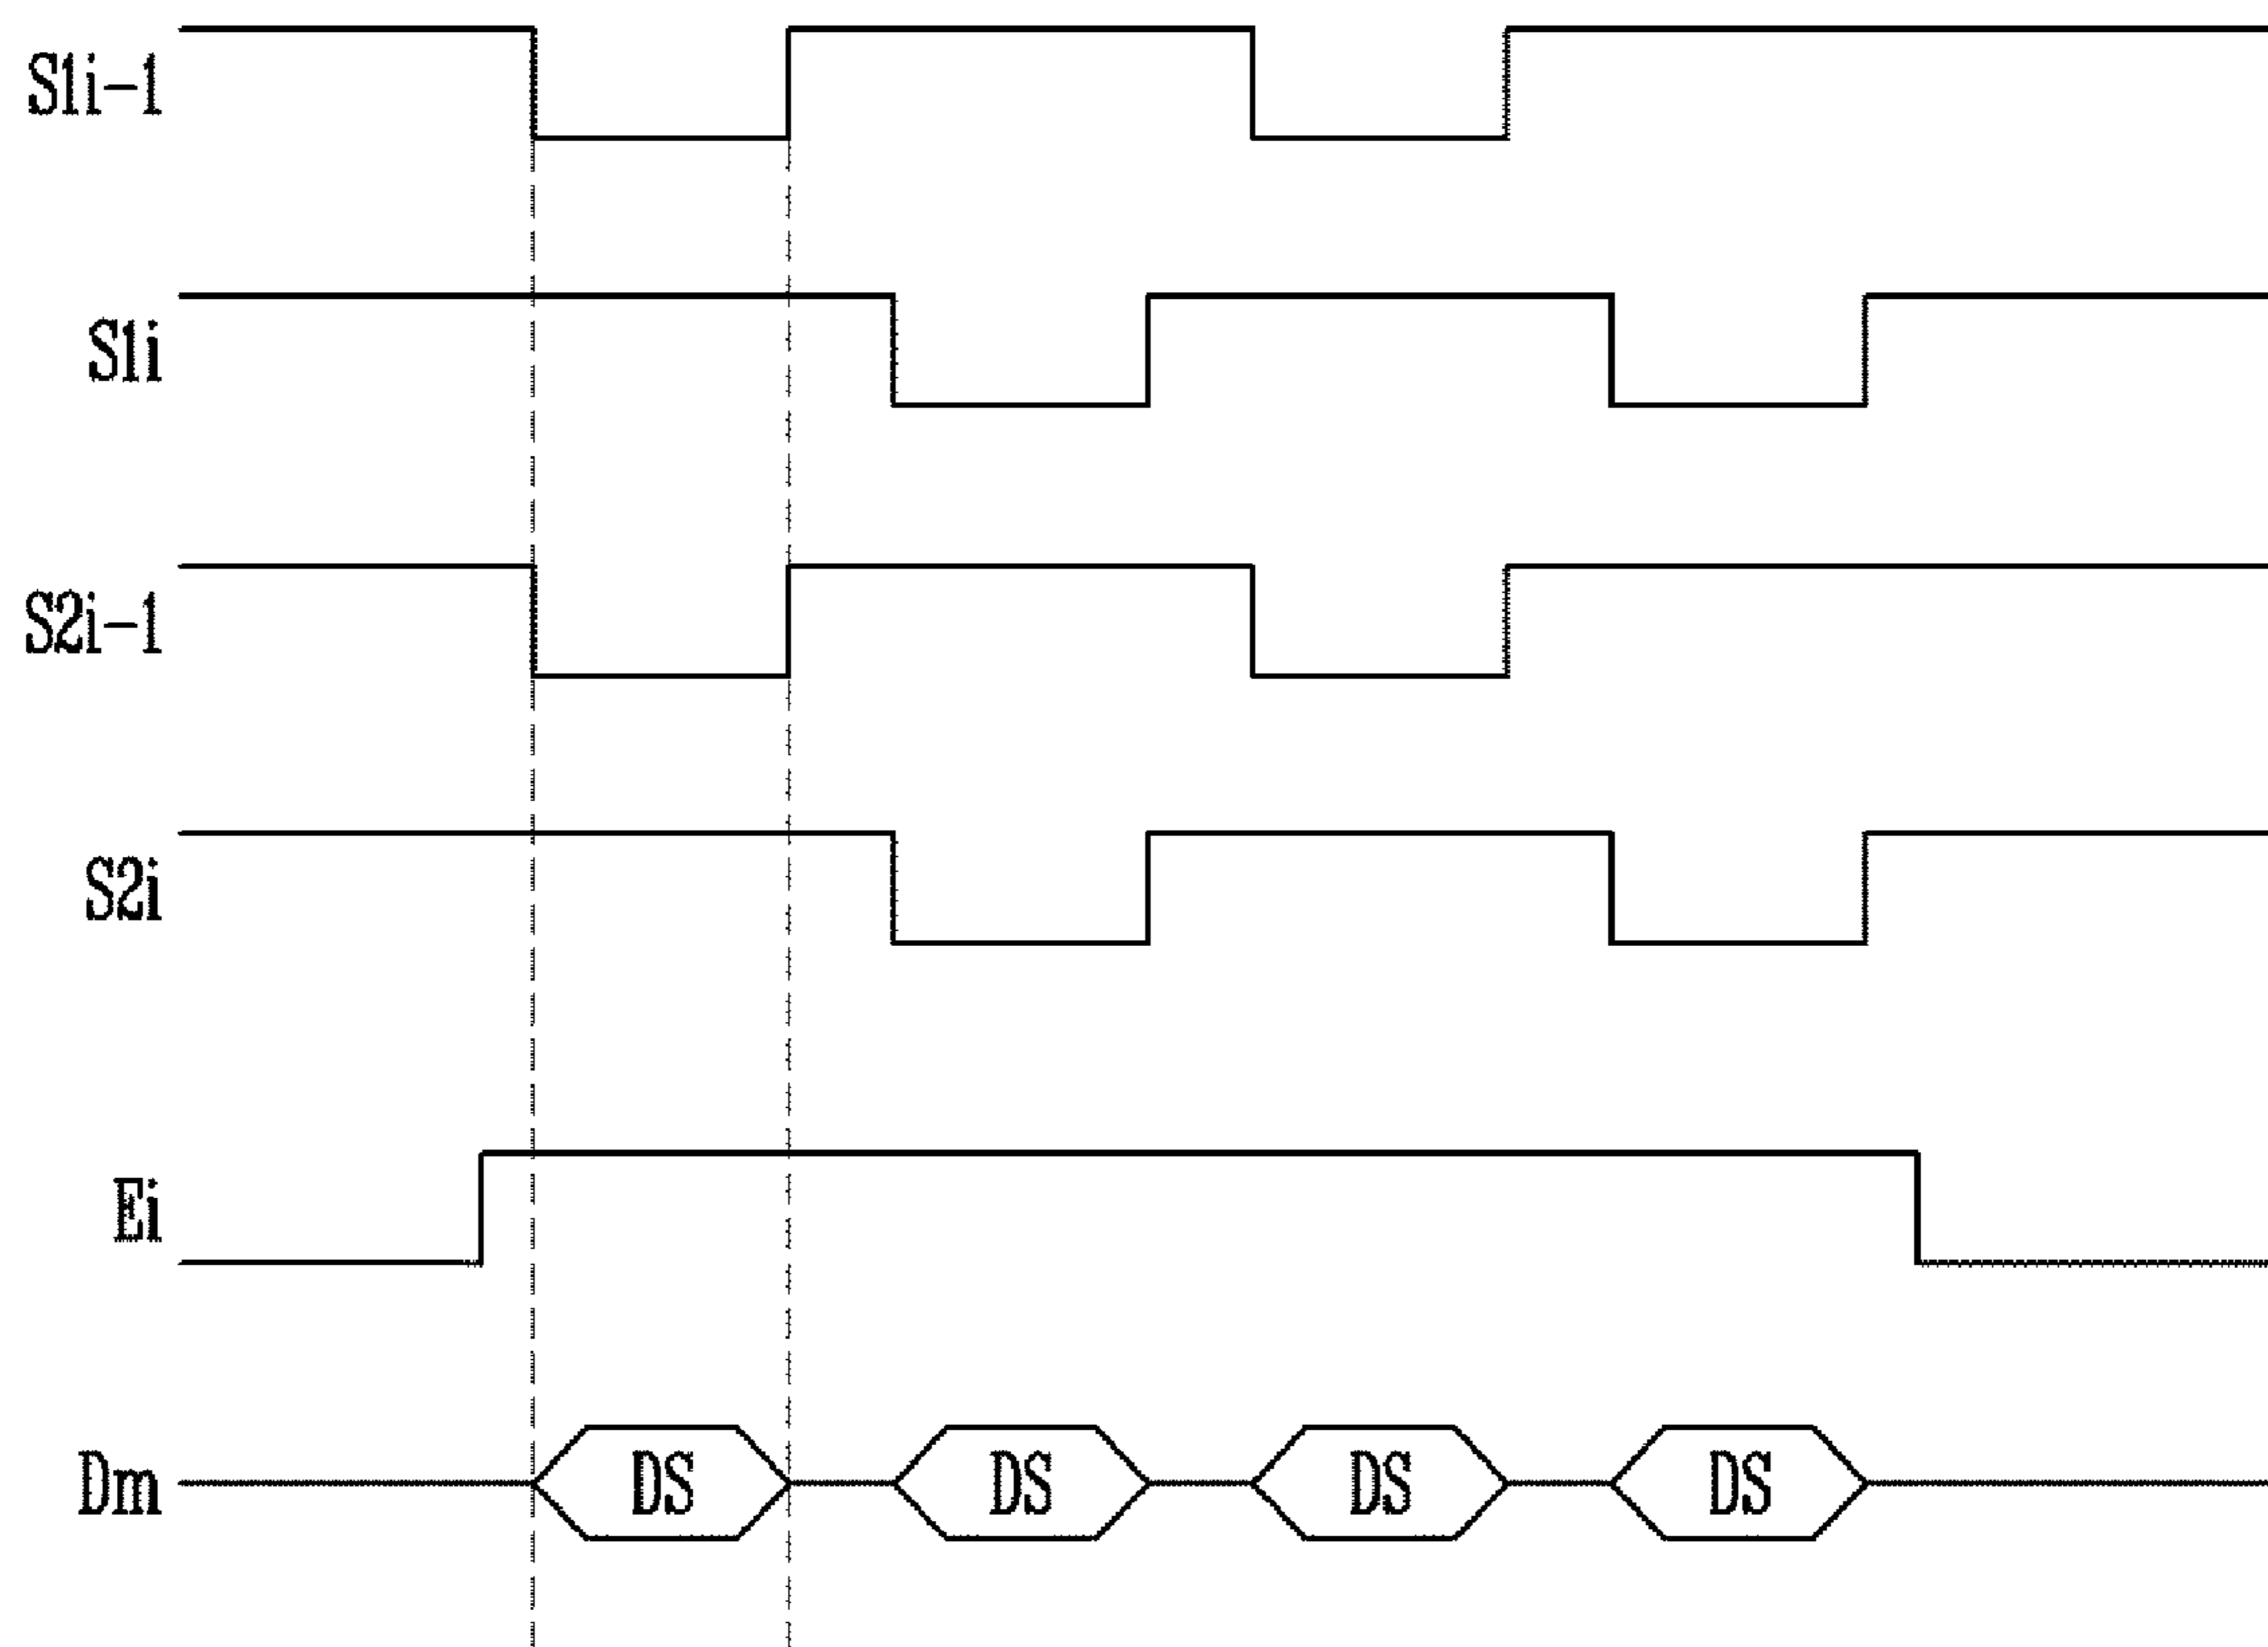 S1i-1
S1i
S2i-1
S2i
Ei
Dm DS DS DS DS